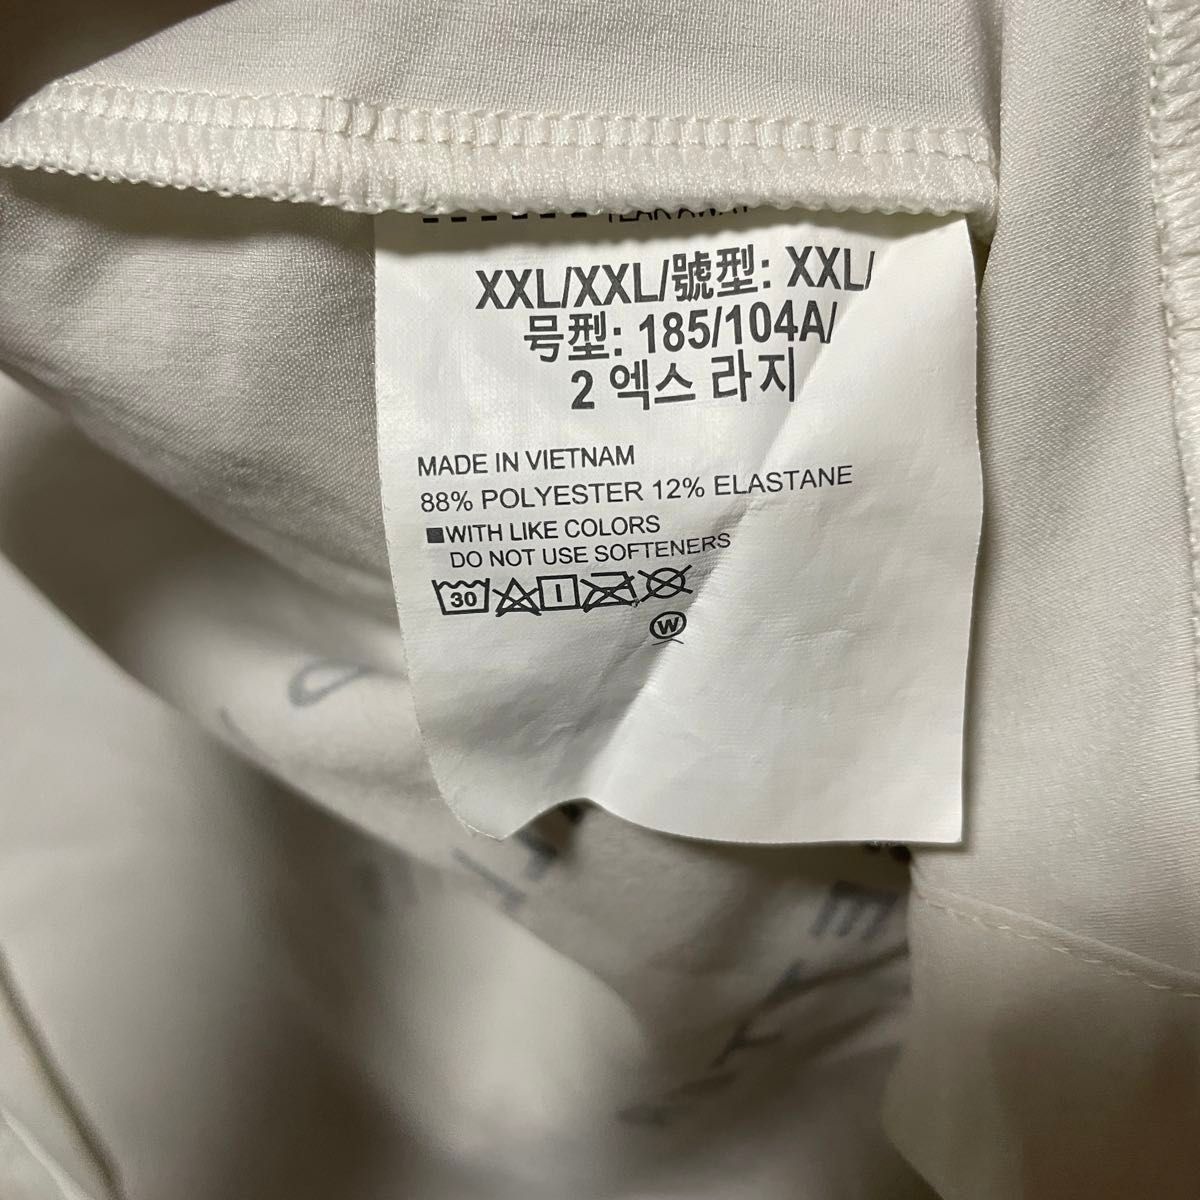 XXL/XXL/號型: XXL/
号型: 185/104A/
2 엑스 라지
MADE IN VIETNAM
88% POLYESTER 12% ELASTANE
■WITH LIKE COLORS
DO NOT USE SOFTENERS
30
W